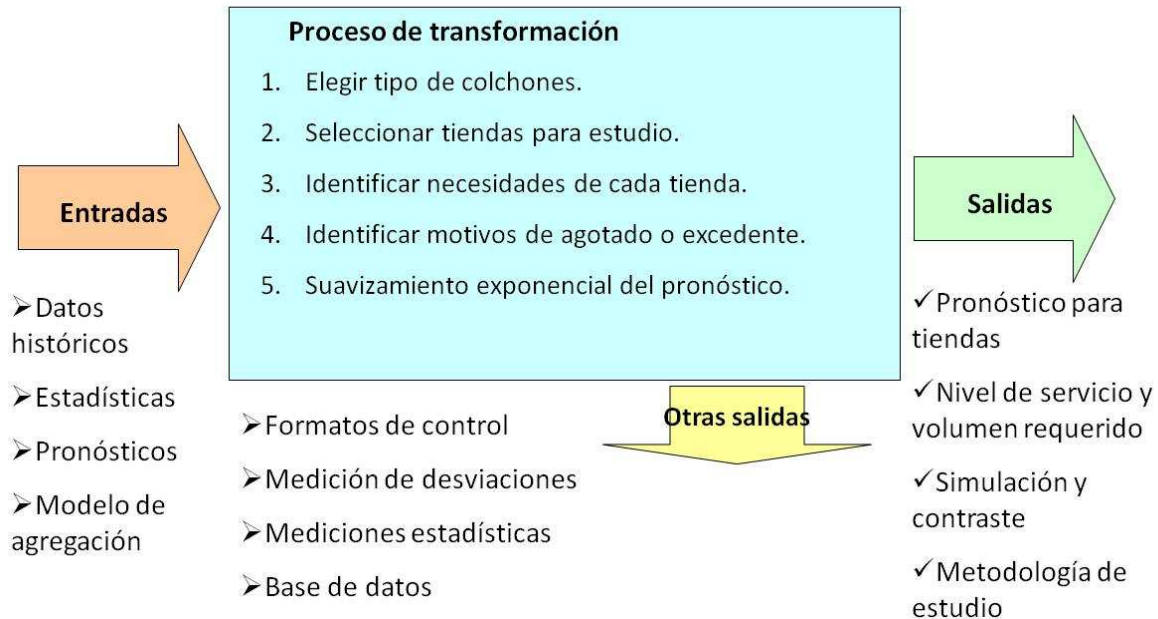 Proceso de transformación
1. Elegir tipo de colchones.
2. Seleccionar tiendas para estudio.
3. Identificar necesidades de cada tienda.
4. Identificar motivos de agotado o excedente.
5. Suavizamiento exponencial del pronóstico.
Entradas
➢Datos
históricos
➢Estadísticas
➢Pronósticos
➢Modelo de
agregación
Otras salidas
➢Formatos de control
➢Medición de desviaciones
➢Mediciones estadísticas
➢Base de datos
Salidas
✓Pronóstico para
tiendas
✓Nivel de servicio y
volumen requerido
✓Simulación y
contraste
✓Metodología de
estudio